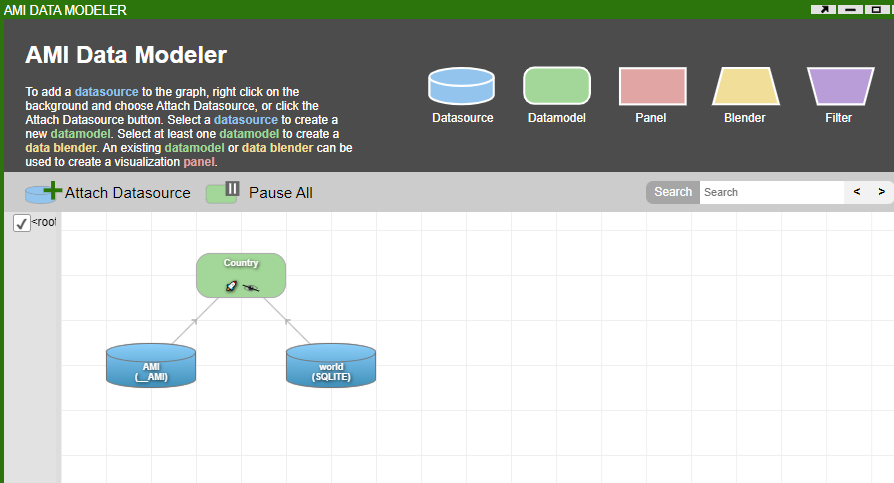 AMI DATA MODELER
AMI Data Modeler
To add a datasource to the graph, right click on the
background and choose Attach Datasource, or click the
Attach Datasource button. Select a datasource to create a
new datamodel. Select at least one datamodel to create a
data blender. An existing datamodel or data blender can be
used to create a visualization panel.
Datasource
Datamodel
Panel
Blender
Filter
Attach Datasource
Pause All
Search
Search
<
>
<root
Country
AMI
(__AMI)
world
(SQLITE)